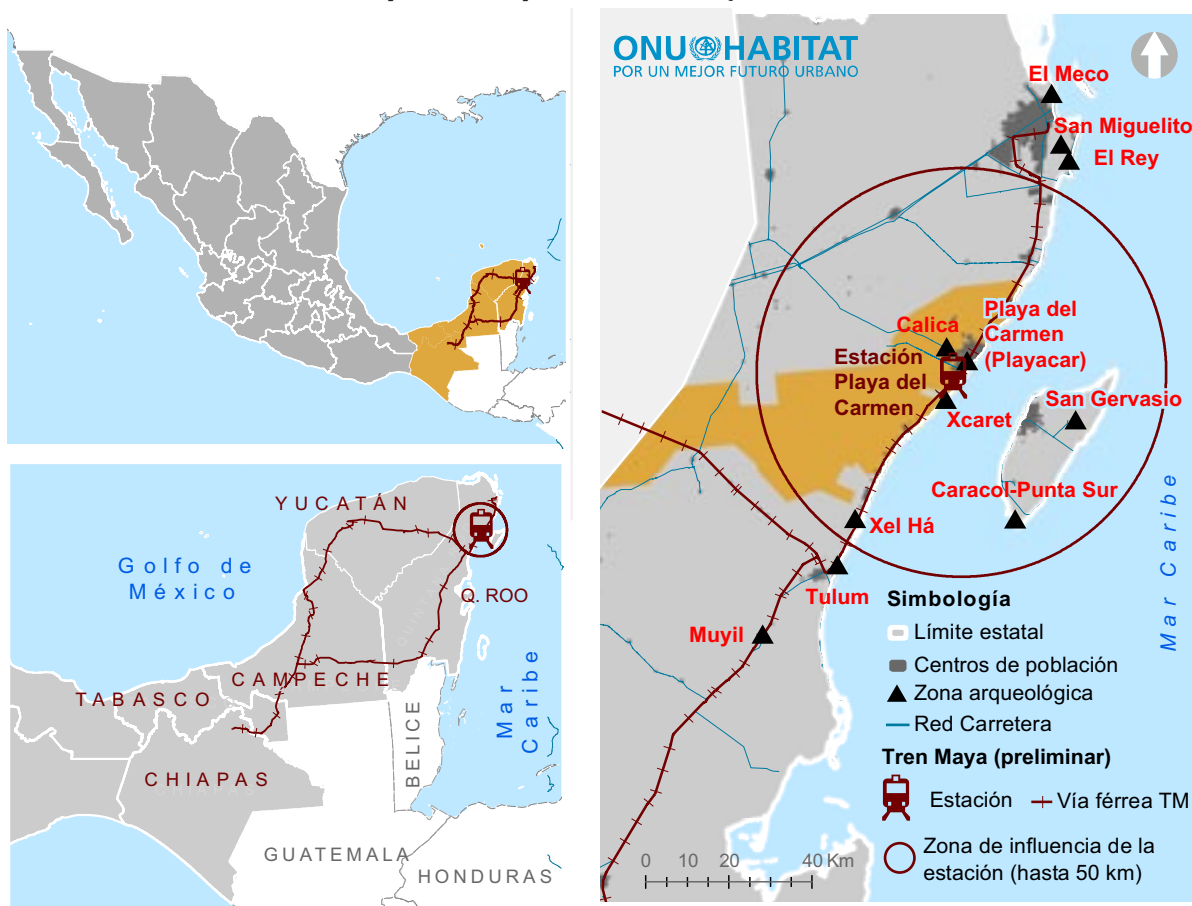 YUCATÁN
Golfo de
México
Q. ROO
QUINTANA
CAMPECHE
TABASCO
CHIAPAS
CHIAPAS
BELICE
Mar
Caribe
GUATEMALA
HONDURAS
ONU HABITAT
POR UN MEJOR FUTURO URBANO
El Meco
San Miguelito
El Rey
Playa del
Carmen
(Playacar)
Calica
Estación
Playa del
Carmen
Xcaret
San Gervasio
Caracol-Punta Sur
Xel Há
Tulum
Muyil
Mar Caribe
Simbología
Límite estatal
Centros de población
Zona arqueológica
Red Carretera
Tren Maya (preliminar)
Estación
Vía férrea TM
Zona de influencia de la
estación (hasta 50 km)
0 10 20 40 Km